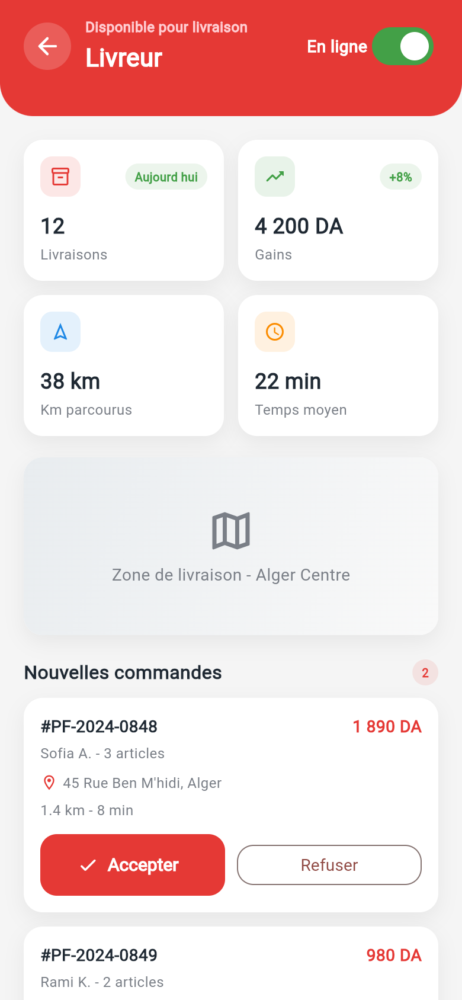 Disponible pour livraison
Livreur
En ligne
Aujourd hui
12
Livraisons
+8%
4 200 DA
Gains
38 km
Km parcourus
22 min
Temps moyen
Zone de livraison - Alger Centre
Nouvelles commandes
2
#PF-2024-0848
1 890 DA
Sofia A. - 3 articles
45 Rue Ben M'hidi, Alger
1.4 km - 8 min
Accepter
Refuser
#PF-2024-0849
980 DA
Rami K. - 2 articles